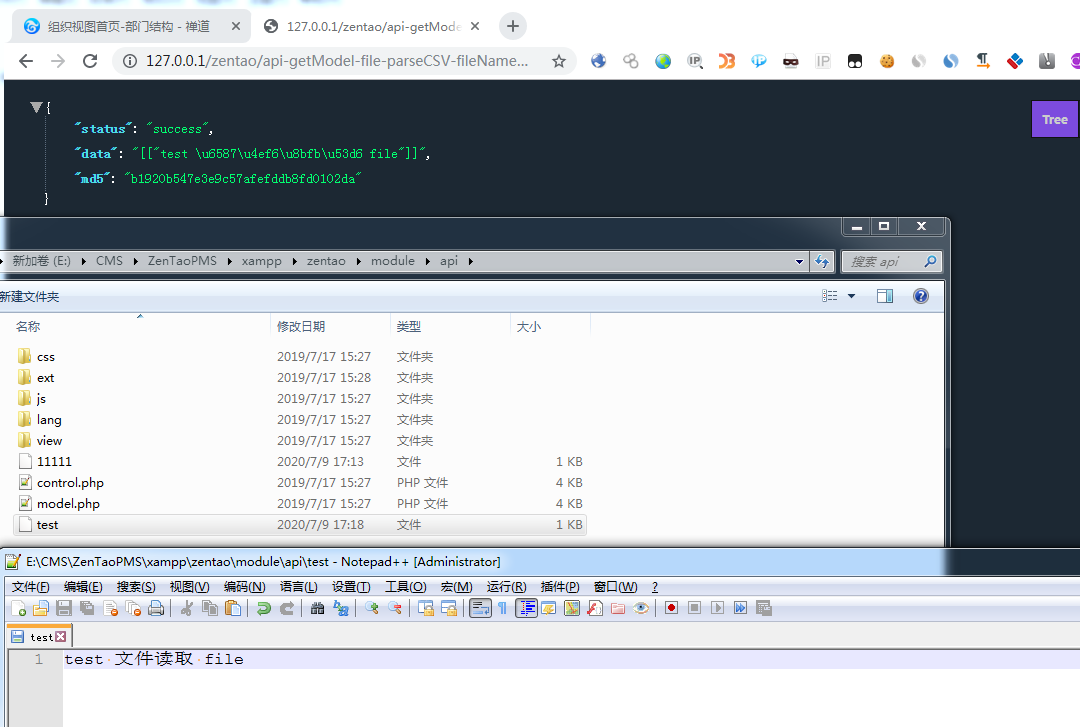 组织视图首页-部门结构 - 禅道
127.0.0.1/zentao/api-getMode
127.0.0.1/zentao/api-getModel-file-parseCSV-fileName...
{
"status": "success",
"data": "[["test \u6587\u4ef6\u8bfb\u53d6 file"]]",
"md5": "b1920b547e3e9c57afefddb8fd0102da"
}
Tree
新加卷 (E:) CMS ZenTaoPMS xampp zentao module api
搜索 api
新建文件夹
名称 修改日期 类型 大小
css 2019/7/17 15:27 文件夹
ext 2019/7/17 15:28 文件夹
js 2019/7/17 15:27 文件夹
lang 2019/7/17 15:27 文件夹
view 2019/7/17 15:27 文件夹
11111 2020/7/9 17:13 文件 1 KB
control.php 2019/7/17 15:27 PHP 文件 4 KB
model.php 2019/7/17 15:27 PHP 文件 4 KB
test 2020/7/9 17:18 文件 1 KB
E:\CMS\ZenTaoPMS\xampp\zentao\module\api\test - Notepad++ [Administrator]
文件(F) 编辑(E) 搜索(S) 视图(V) 编码(N) 语言(L) 设置(T) 工具(O) 宏(M) 运行(R) 插件(P) 窗口(W) ?
test
1 test 文件读取 file